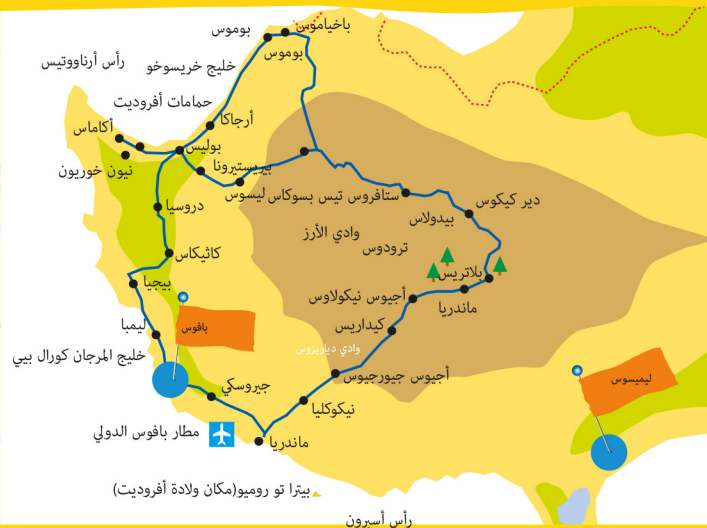 باخياموس
بوموس
بوموس
خليج خريسوخو
رأس أرناووتيس
حمامات أفروديت
أرجاكا
أكاماس
بوليس
نيون خوريون
بيريستيرونا
ليسوس
ستافروس تيس بسوكاس
دير كيكوس
بيدولاس
دروسيا
وادي الأرز
ترودوس
كاثيكاس
بلاتريس
بيجيا
أجيوس نيكولاوس
ماندريا
ليمبا
بافوس
كيداريس
خليج المرجان كورال بيي
وادي دياريزوس
أجيوس جيورجيوس
جيروسكي
ليميسوس
نيكوكليا
مطار بافوس الدولي
ماندريا
بيترا تو روميو(مكان ولادة أفروديت)
رأس أسبرون